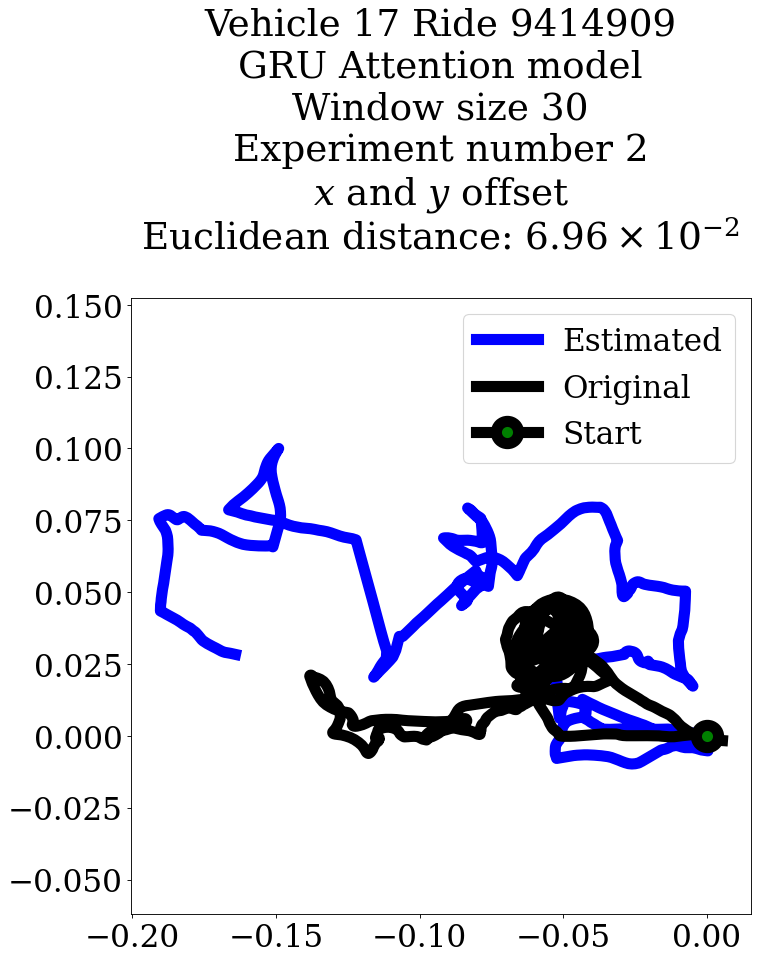 Vehicle 17 Ride 9414909
GRU Attention model
Window size 30
Experiment number 2
x and y offset
Euclidean distance: 6.96 × 10⁻²
0.150
0.125
0.100
0.075
0.050
0.025
0.000
−0.025
−0.050
Estimated
Original
Start
−0.20 −0.15 −0.10 −0.05 0.00